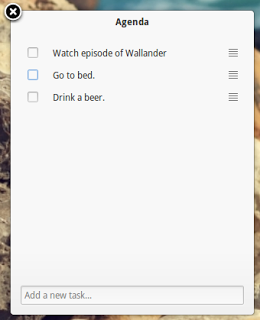 Agenda
Watch episode of Wallander
Go to bed.
Drink a beer.
Add a new task...